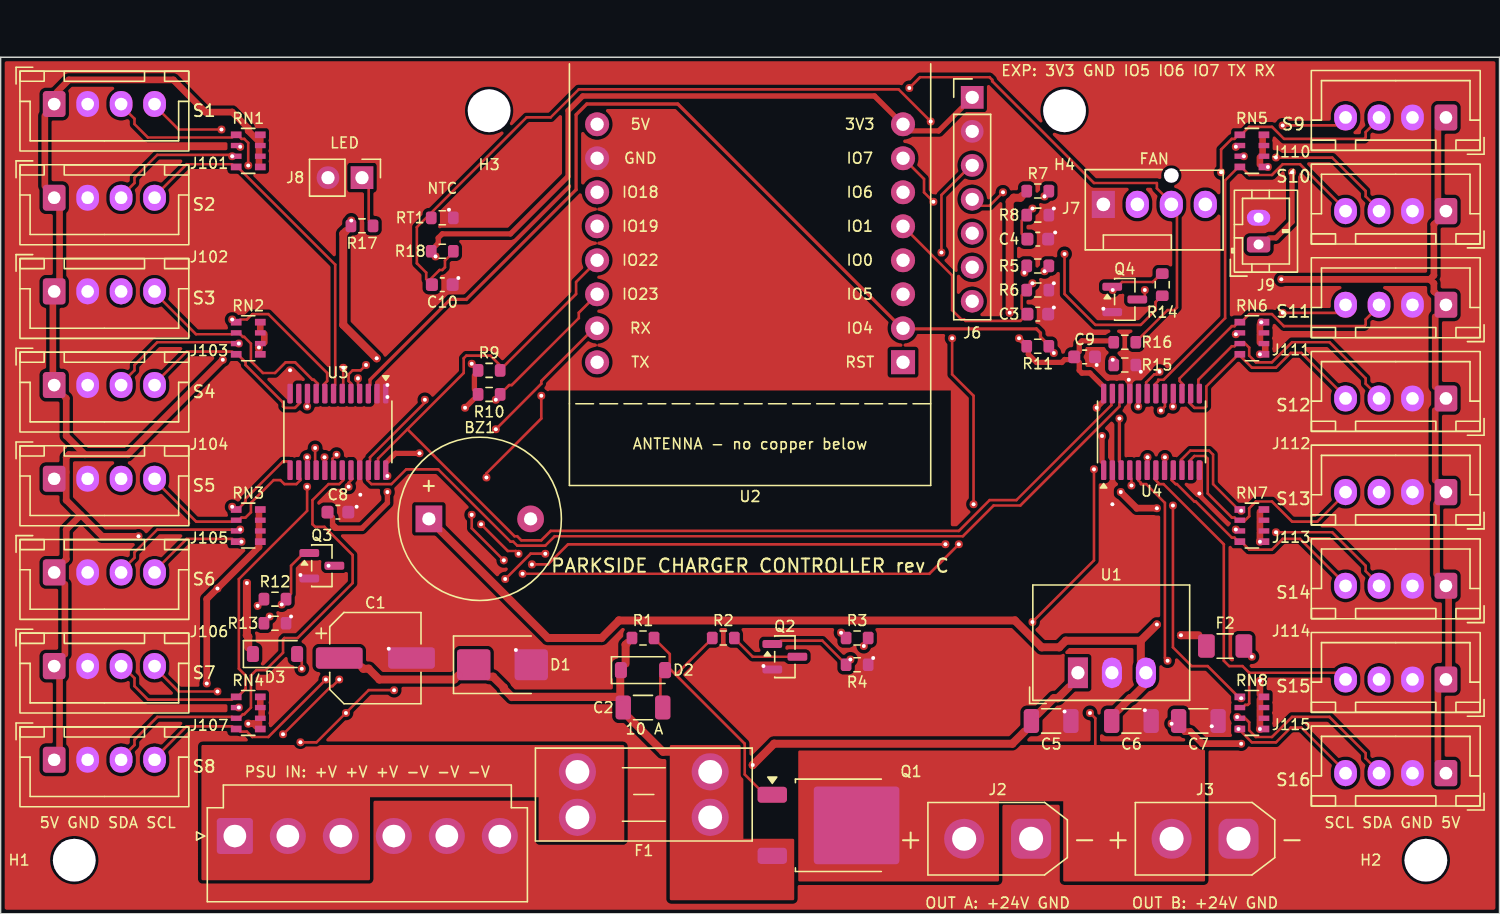 EXP: 3V3 GND IO5 IO6 IO7 TX RX
S1
RN1
J101
LED
J8
R17
H3
NTC
RT1
R18
C10
5V
GND
IO18
IO19
IO22
IO23
RX
TX
3V3
IO7
IO6
IO1
IO0
IO5
IO4
RST
J6
H4
R7
R8
C4
R5
R6
C3
R11
FAN
J7
Q4
R14
C9
R16
R15
J9
RN5
S9
J110
S10
S2
J102
S3
RN2
J103
S4
U3
R9
R10
BZ1
+
ANTENNA – no copper below
U2
RN6
S11
J111
S12
J112
J104
S5
RN3
J105
S6
C8
Q3
R12
R13
U4
RN7
S13
J113
S14
J114
PARKSIDE CHARGER CONTROLLER rev C
J106
S7
RN4
J107
S8
D3
C1
+
D1
R1
D2
C2
10 A
R2
Q2
R3
R4
U1
F2
C5
C6
C7
RN8
S15
J115
S16
PSU IN: +V +V +V -V -V -V
F1
Q1
J2
+ −
J3
+ −
5V GND SDA SCL
SCL SDA GND 5V
H1
H2
OUT A: +24V GND
OUT B: +24V GND